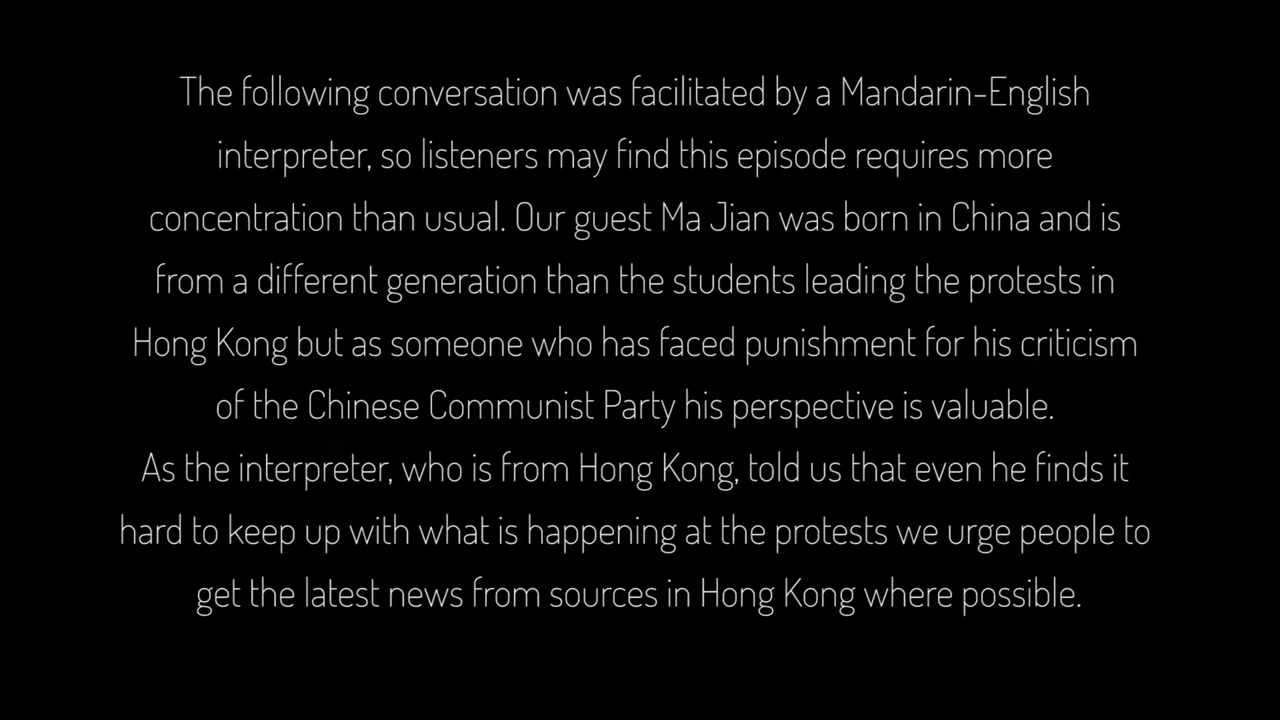 The following conversation was facilitated by a Mandarin-English
interpreter, so listeners may find this episode requires more
concentration than usual. Our guest Ma Jian was born in China and is
from a different generation than the students leading the protests in
Hong Kong but as someone who has faced punishment for his criticism
of the Chinese Communist Party his perspective is valuable.
As the interpreter, who is from Hong Kong, told us that even he finds it
hard to keep up with what is happening at the protests we urge people to
get the latest news from sources in Hong Kong where possible.